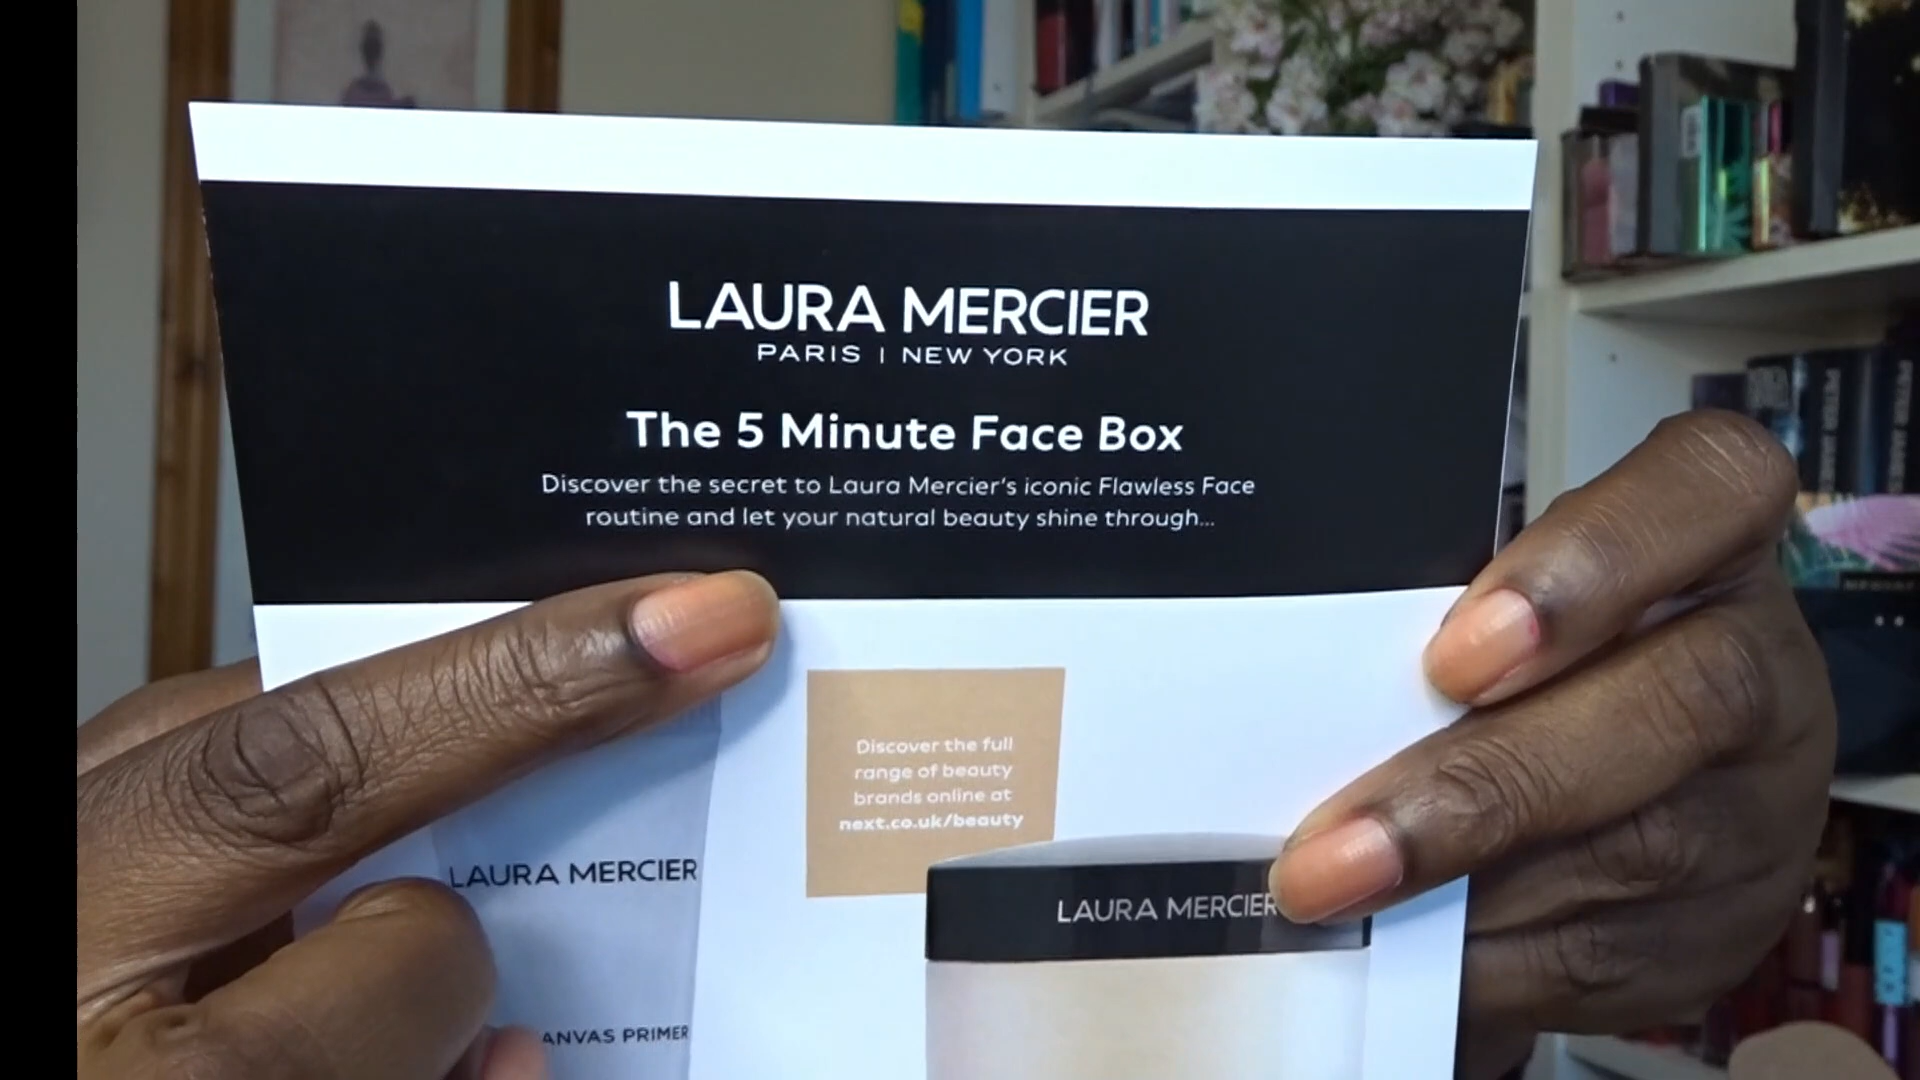 LAURA MERCIER
PARIS | NEW YORK
The 5 Minute Face Box
Discover the secret to Laura Mercier's iconic Flawless Face
routine and let your natural beauty shine through...
Discover the full
range of beauty
brands online at
next.co.uk/beauty
LAURA MERCIER
LAURA MERCIER
PRIMER